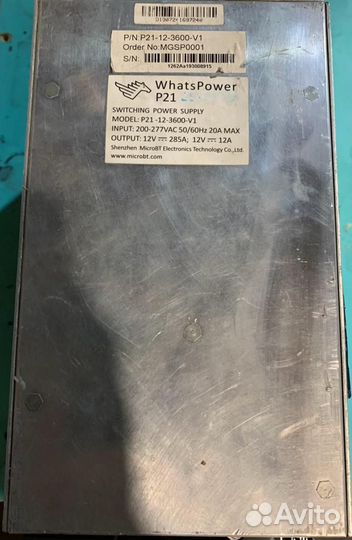 P/N:P21-12-3600-V1
Order No:MGSP0001
S/N:
1262Aa193008915
WhatsPower
P21
SWITCHING POWER SUPPLY
MODEL: P21 -12-3600-V1
INPUT: 200-277VAC 50/60Hz 20A MAX
OUTPUT: 12V⎓285A; 12V⎓12A
Shenzhen MicroBT Electronics Technology Co.,Ltd.
www.microbt.com
Avito